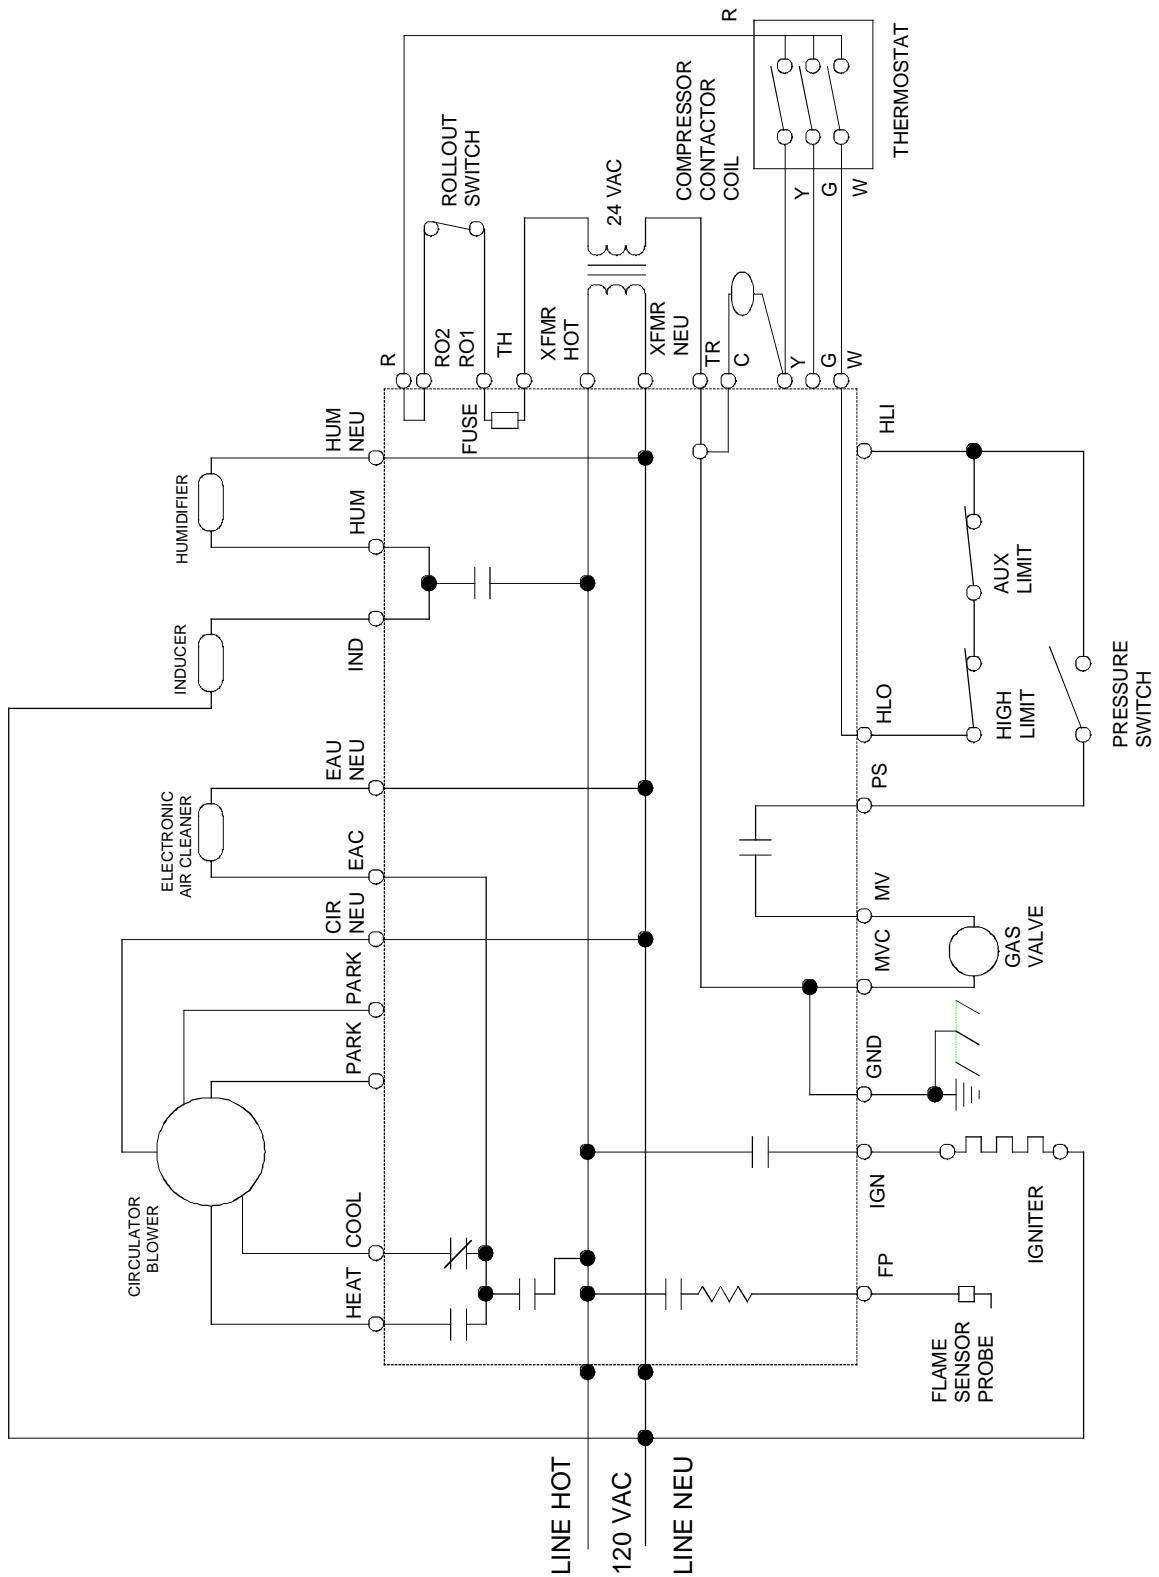 LINE HOT
120 VAC
LINE NEU
CIRCULATOR
BLOWER
ELECTRONIC
AIR CLEANER
INDUCER
HUMIDIFIER
HEAT
COOL
PARK
PARK
CIR
NEU
EAC
EAU
NEU
IND
HUM
HUM
NEU
FUSE
R
RO2
RO1
TH
XFMR
HOT
XFMR
NEU
TR
C
Y
G
W
ROLLOUT
SWITCH
24 VAC
COMPRESSOR
CONTACTOR
COIL
R
Y
G
W
THERMOSTAT
FP
IGN
GND
MVC
MV
PS
HLO
HLI
FLAME
SENSOR
PROBE
IGNITER
GAS
VALVE
HIGH
LIMIT
AUX
LIMIT
PRESSURE
SWITCH